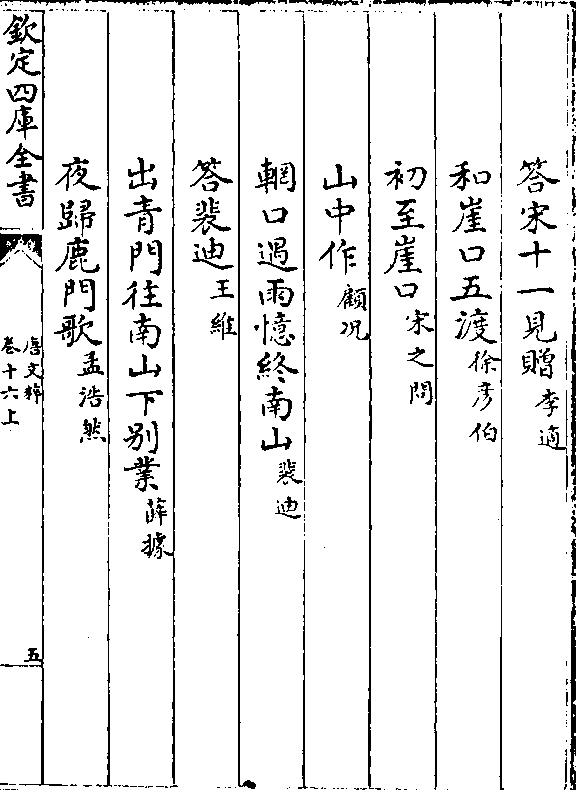 答宋十一見贈 李適
和崖口五渡 徐彦伯
初至崖口 宋之問
山中作 顧况
輞口遇雨憶終南山 裴迪
答裴迪 王維
出青門往南山下别業 薛據
夜歸鹿門歌 孟浩然
欽定四庫全書
唐文粹
卷十六上
五